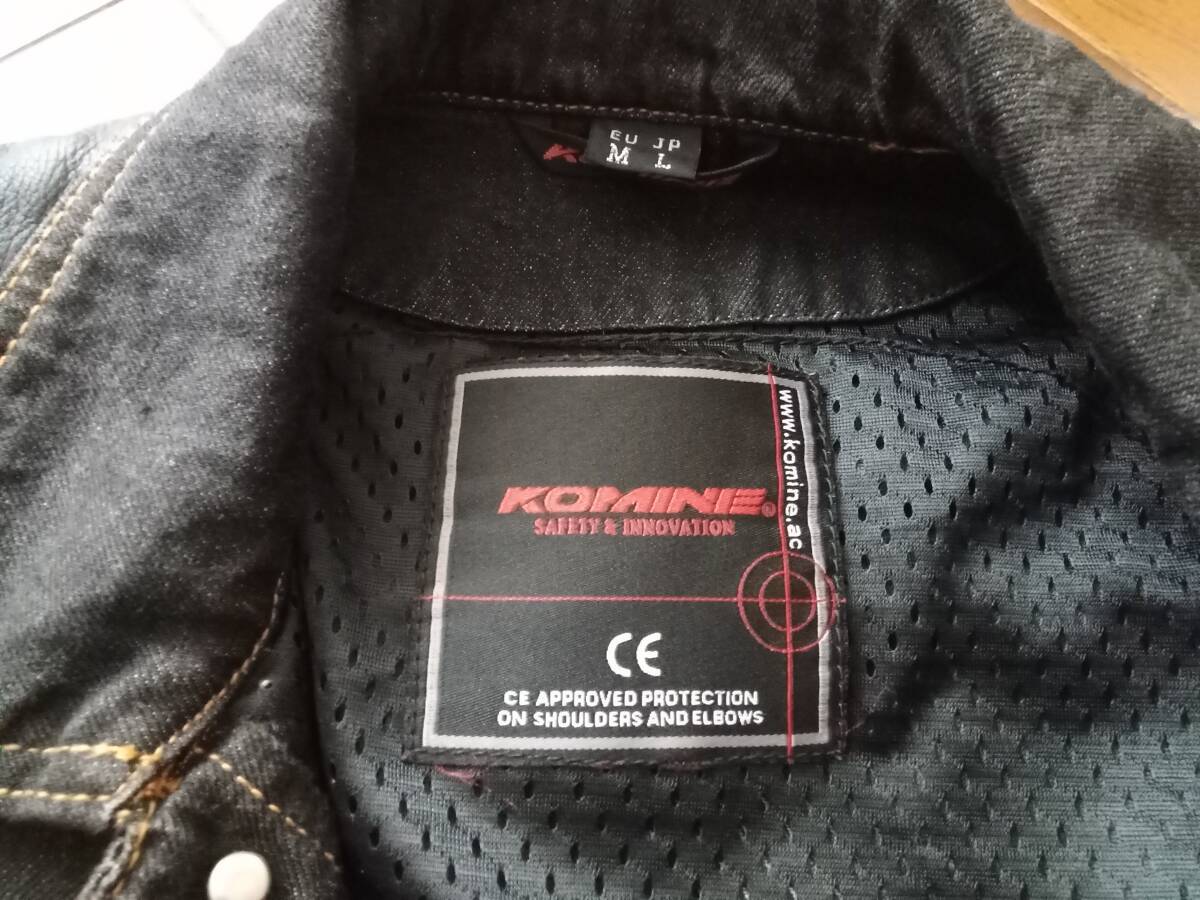 EU JP
M L
K
KOMINE®
SAFETY & INNOVATION
www.komine.ac
CE
CE APPROVED PROTECTION
ON SHOULDERS AND ELBOWS